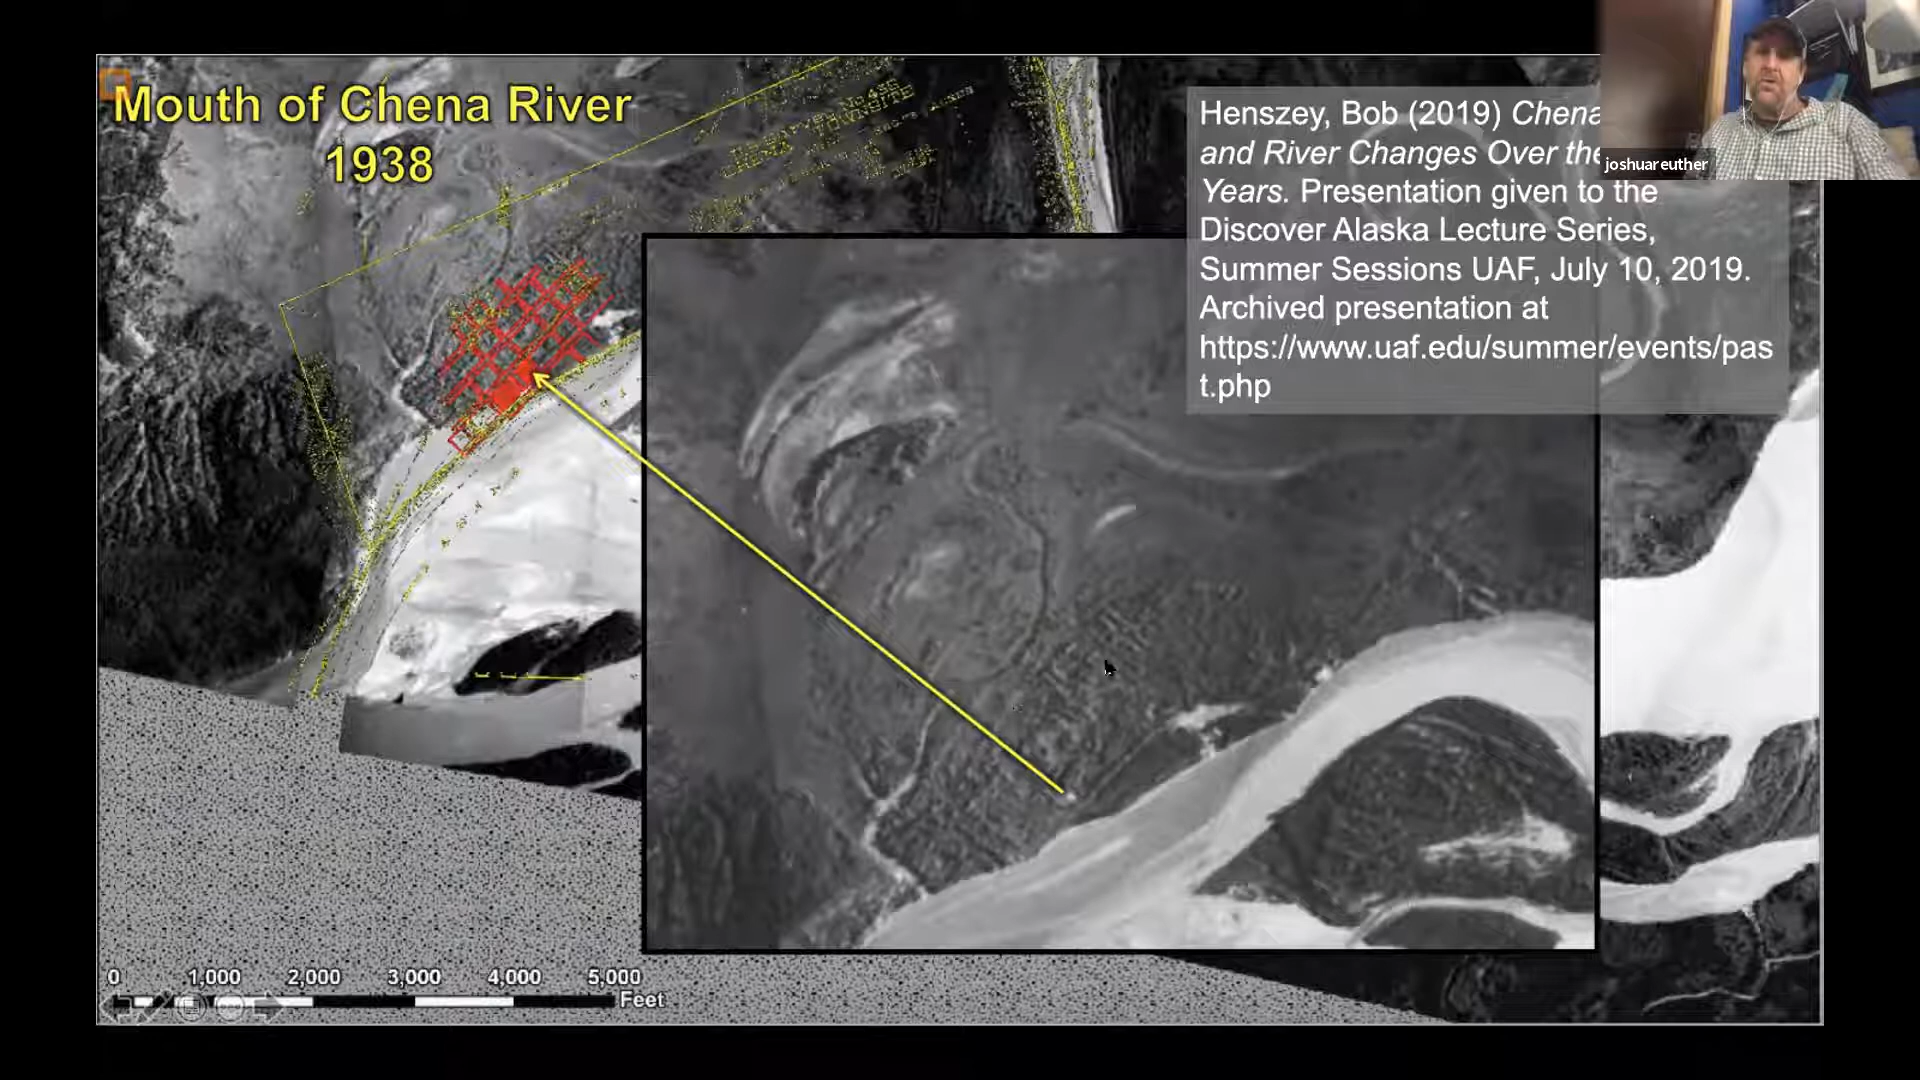 Mouth of Chena River
1938
Henszey, Bob (2019) Chena
and River Changes Over the
Years. Presentation given to the
Discover Alaska Lecture Series,
Summer Sessions UAF, July 10, 2019.
Archived presentation at
https://www.uaf.edu/summer/events/pas
t.php
joshuareuther
0 1,000 2,000 3,000 4,000 5,000
Feet